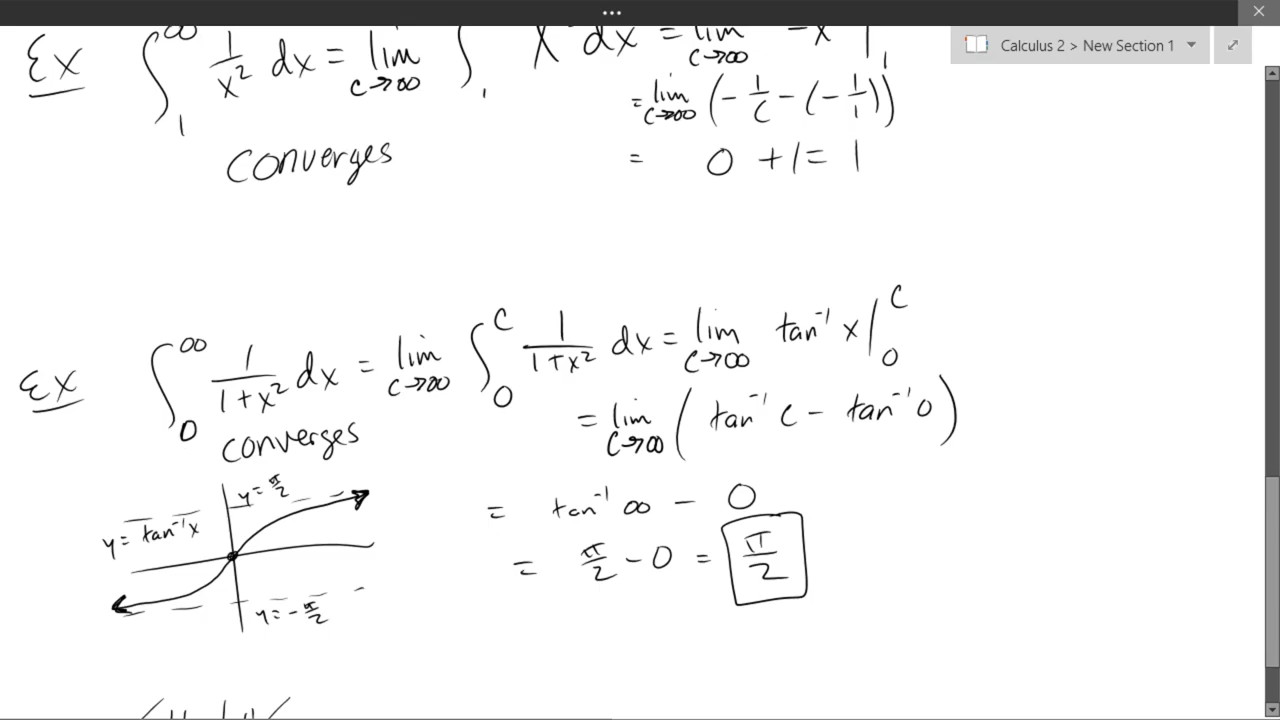 Calculus 2 > New Section 1
Ex ∫₁^∞ 1/x² dx = lim c→∞ ∫₁ x dx = lim c→∞ -x |₁
= lim c→∞ (-1/c - (-1/1))
converges = 0 + 1 = 1
Ex ∫₀^∞ 1/(1+x²) dx = lim c→∞ ∫₀^c 1/(1+x²) dx = lim c→∞ tan⁻¹ x |₀^c
= lim c→∞ (tan⁻¹ c - tan⁻¹ 0)
converges
y = π/2
= tan⁻¹ ∞ - 0
y = tan⁻¹x
= π/2 - 0 = π/2
y = -π/2